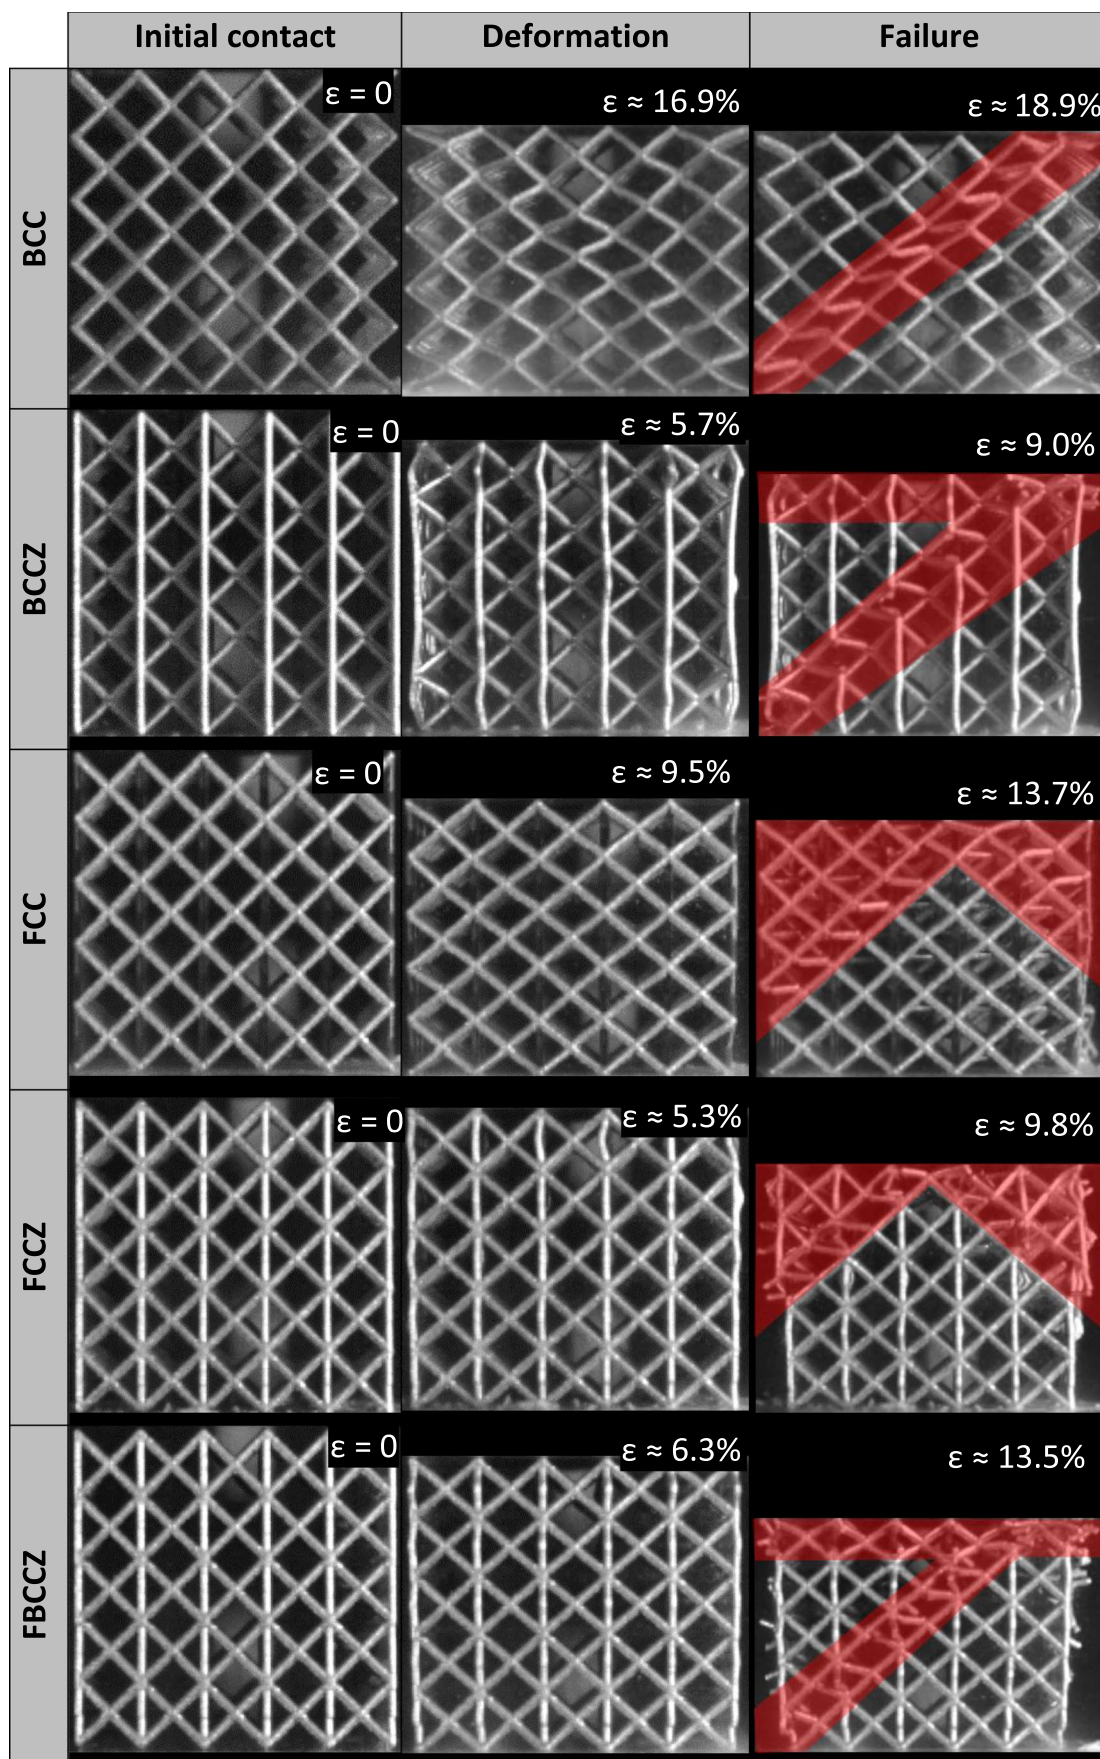 Initial contact Deformation Failure
BCC
ε = 0 ε ≈ 16.9% ε ≈ 18.9%
BCCZ
ε = 0 ε ≈ 5.7% ε ≈ 9.0%
FCC
ε = 0 ε ≈ 9.5% ε ≈ 13.7%
FCCZ
ε = 0 ε ≈ 5.3% ε ≈ 9.8%
FBCCZ
ε = 0 ε ≈ 6.3% ε ≈ 13.5%